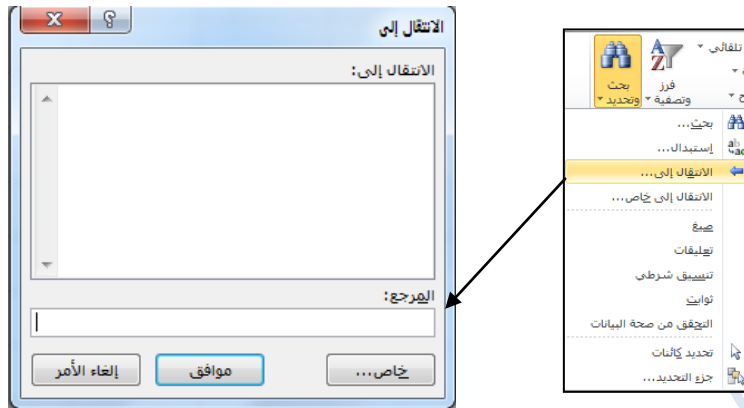 الانتقال إلى
الانتقال إلى:
المرجع:
خاص...
موافق
إلغاء الأمر
تلقائي
فرز
وتصفية
بحث
وتحديد
بحث...
إستبدال...
الانتقال إلى...
الانتقال إلى خاص...
صيغ
تعليقات
تنسيق شرطي
ثوابت
التحقق من صحة البيانات
تحديد كائنات
جزء التحديد...